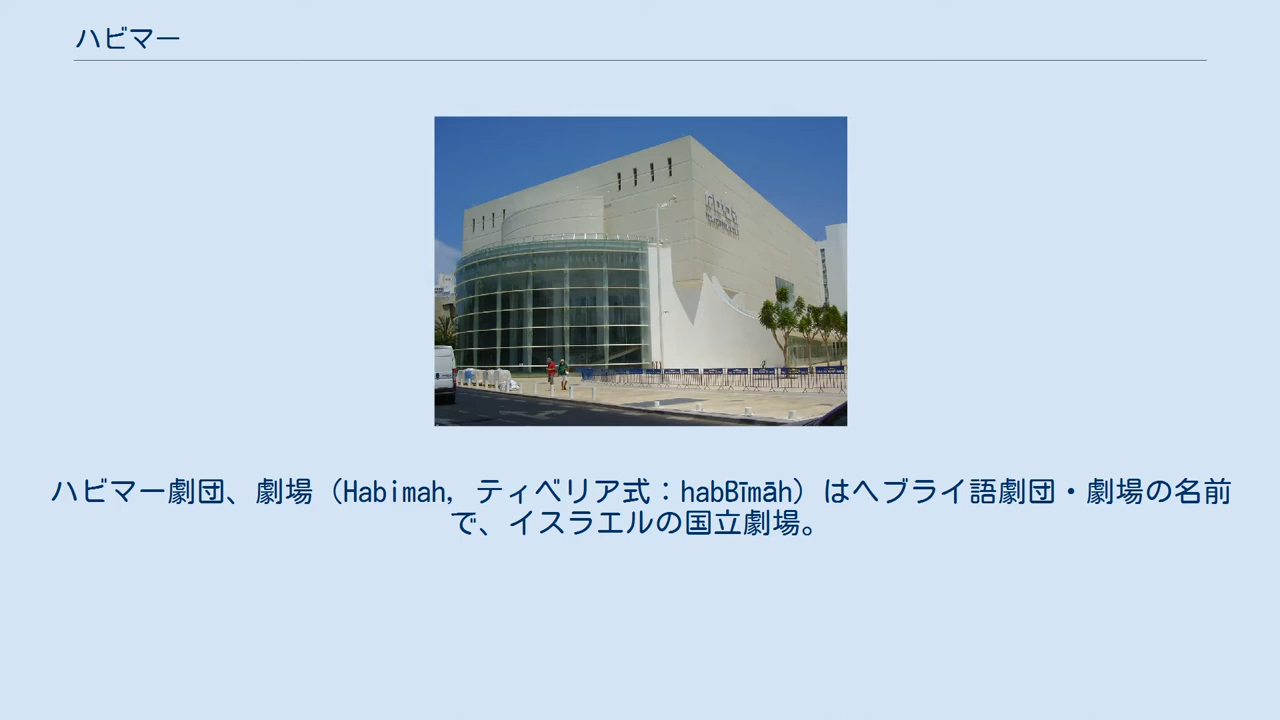 ハビマー
ハビマー劇団、劇場（Habimah, ティベリア式：habBīmāh）はヘブライ語劇団・劇場の名前
で、イスラエルの国立劇場。